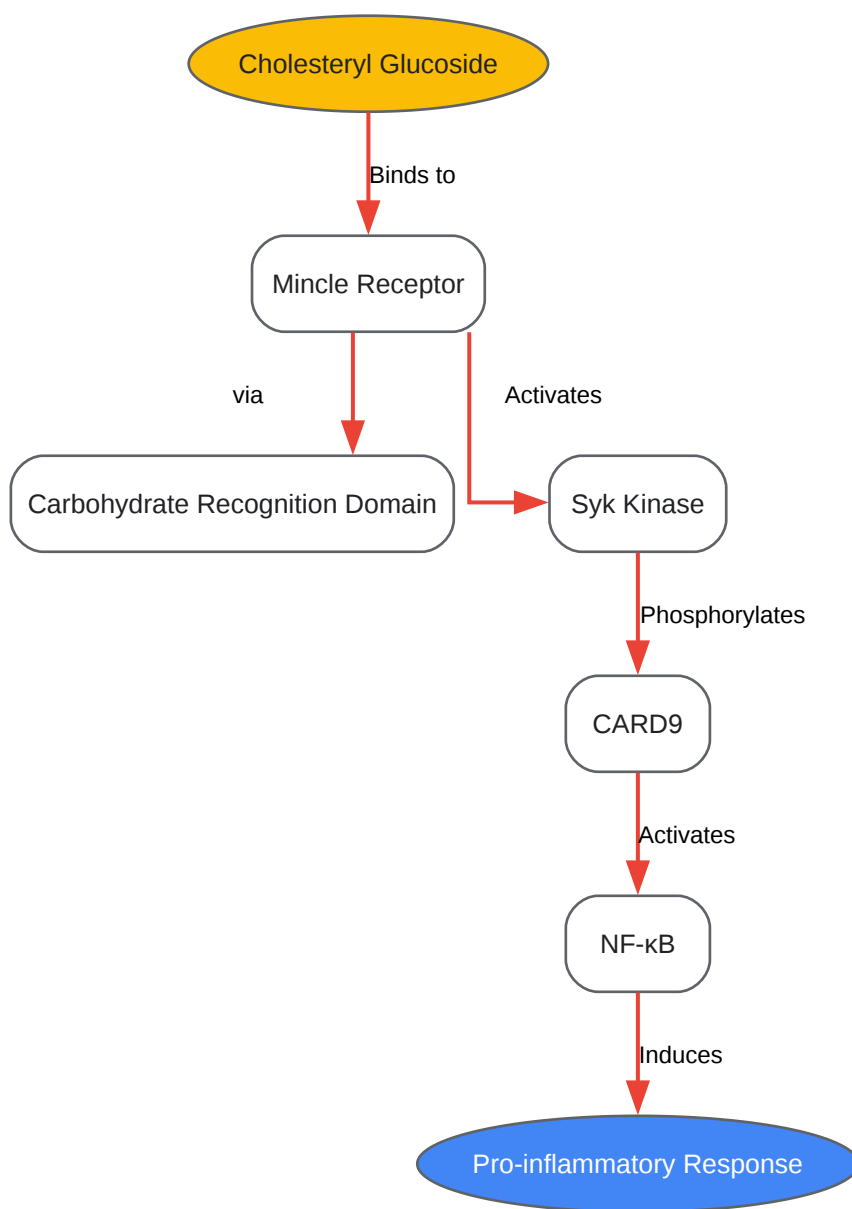 Cholesteryl Glucoside
Binds to
Mincle Receptor
via
Activates
Carbohydrate Recognition Domain
Syk Kinase
Phosphorylates
CARD9
Activates
NF-κB
Induces
Pro-inflammatory Response